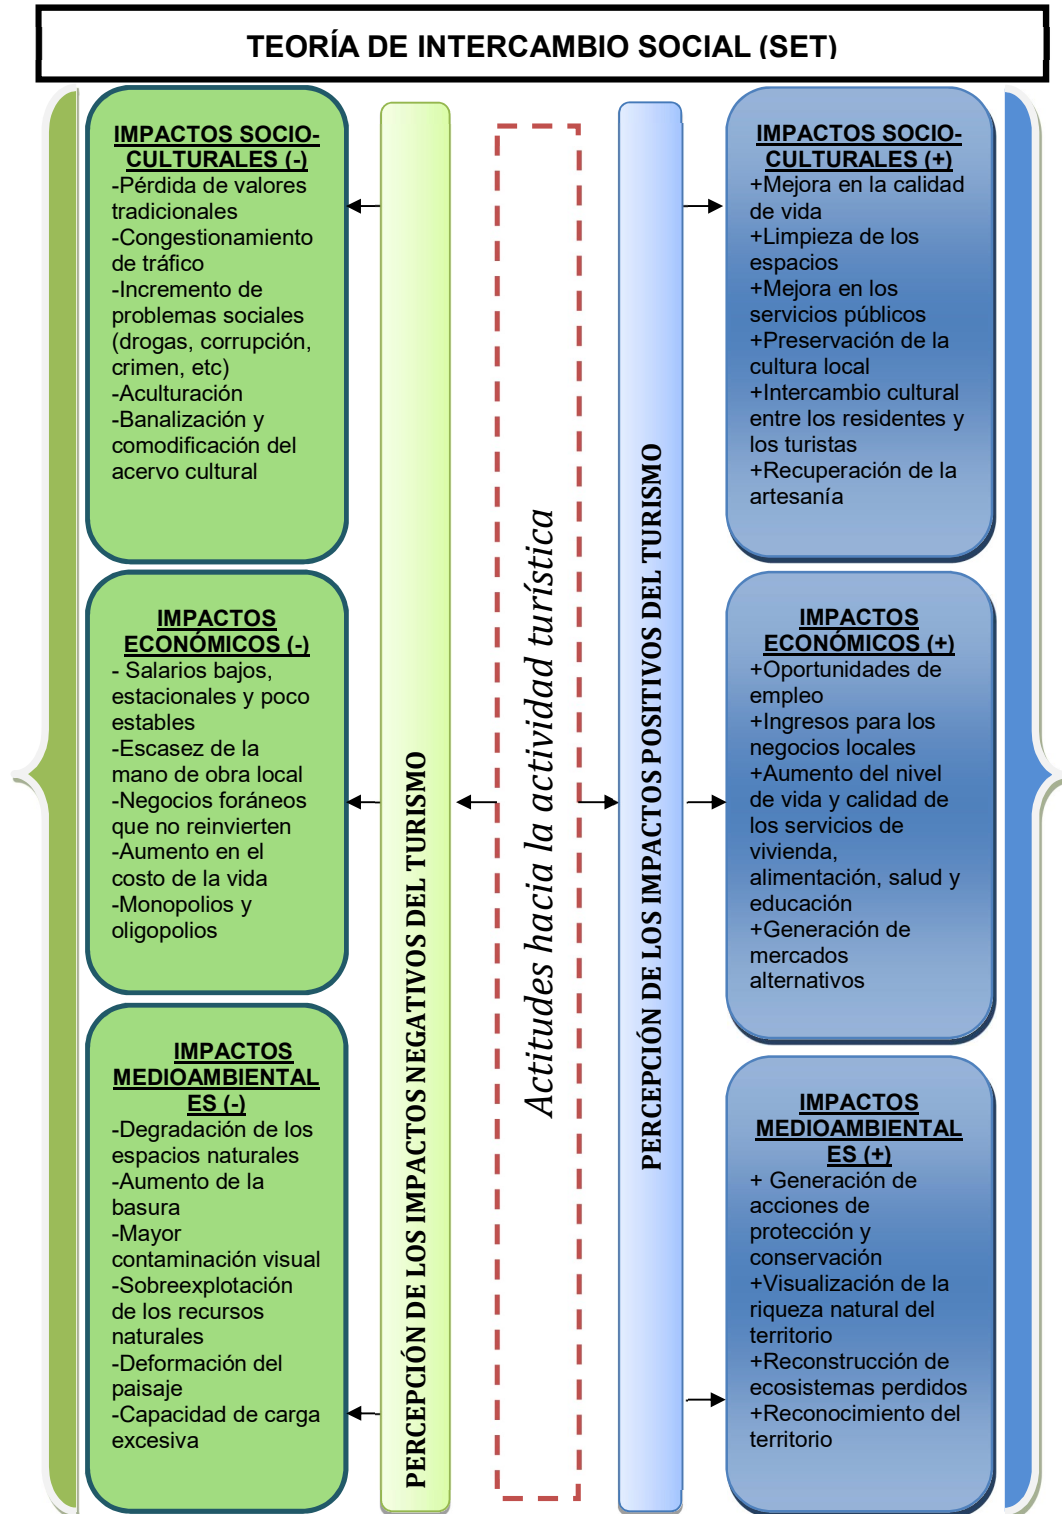 TEORÍA DE INTERCAMBIO SOCIAL (SET)
IMPACTOS SOCIO-
CULTURALES (-)
-Pérdida de valores
tradicionales
-Congestionamiento
de tráfico
-Incremento de
problemas sociales
(drogas, corrupción,
crimen, etc)
-Aculturación
-Banalización y
comodificación del
acervo cultural
IMPACTOS
ECONÓMICOS (-)
- Salarios bajos,
estacionales y poco
estables
-Escasez de la
mano de obra local
-Negocios foráneos
que no reinvierten
-Aumento en el
costo de la vida
-Monopolios y
oligopolios
IMPACTOS
MEDIOAMBIENTAL
ES (-)
-Degradación de los
espacios naturales
-Aumento de la
basura
-Mayor
contaminación visual
-Sobreexplotación
de los recursos
naturales
-Deformación del
paisaje
-Capacidad de carga
excesiva
PERCEPCIÓN DE LOS IMPACTOS NEGATIVOS DEL TURISMO
Actitudes hacia la actividad turística
PERCEPCIÓN DE LOS IMPACTOS POSITIVOS DEL TURISMO
IMPACTOS SOCIO-
CULTURALES (+)
+Mejora en la calidad
de vida
+Limpieza de los
espacios
+Mejora en los
servicios públicos
+Preservación de la
cultura local
+Intercambio cultural
entre los residentes y
los turistas
+Recuperación de la
artesanía
IMPACTOS
ECONÓMICOS (+)
+Oportunidades de
empleo
+Ingresos para los
negocios locales
+Aumento del nivel
de vida y calidad de
los servicios de
vivienda,
alimentación, salud y
educación
+Generación de
mercados
alternativos
IMPACTOS
MEDIOAMBIENTAL
ES (+)
+ Generación de
acciones de
protección y
conservación
+Visualización de la
riqueza natural del
territorio
+Reconstrucción de
ecosistemas perdidos
+Reconocimiento del
territorio